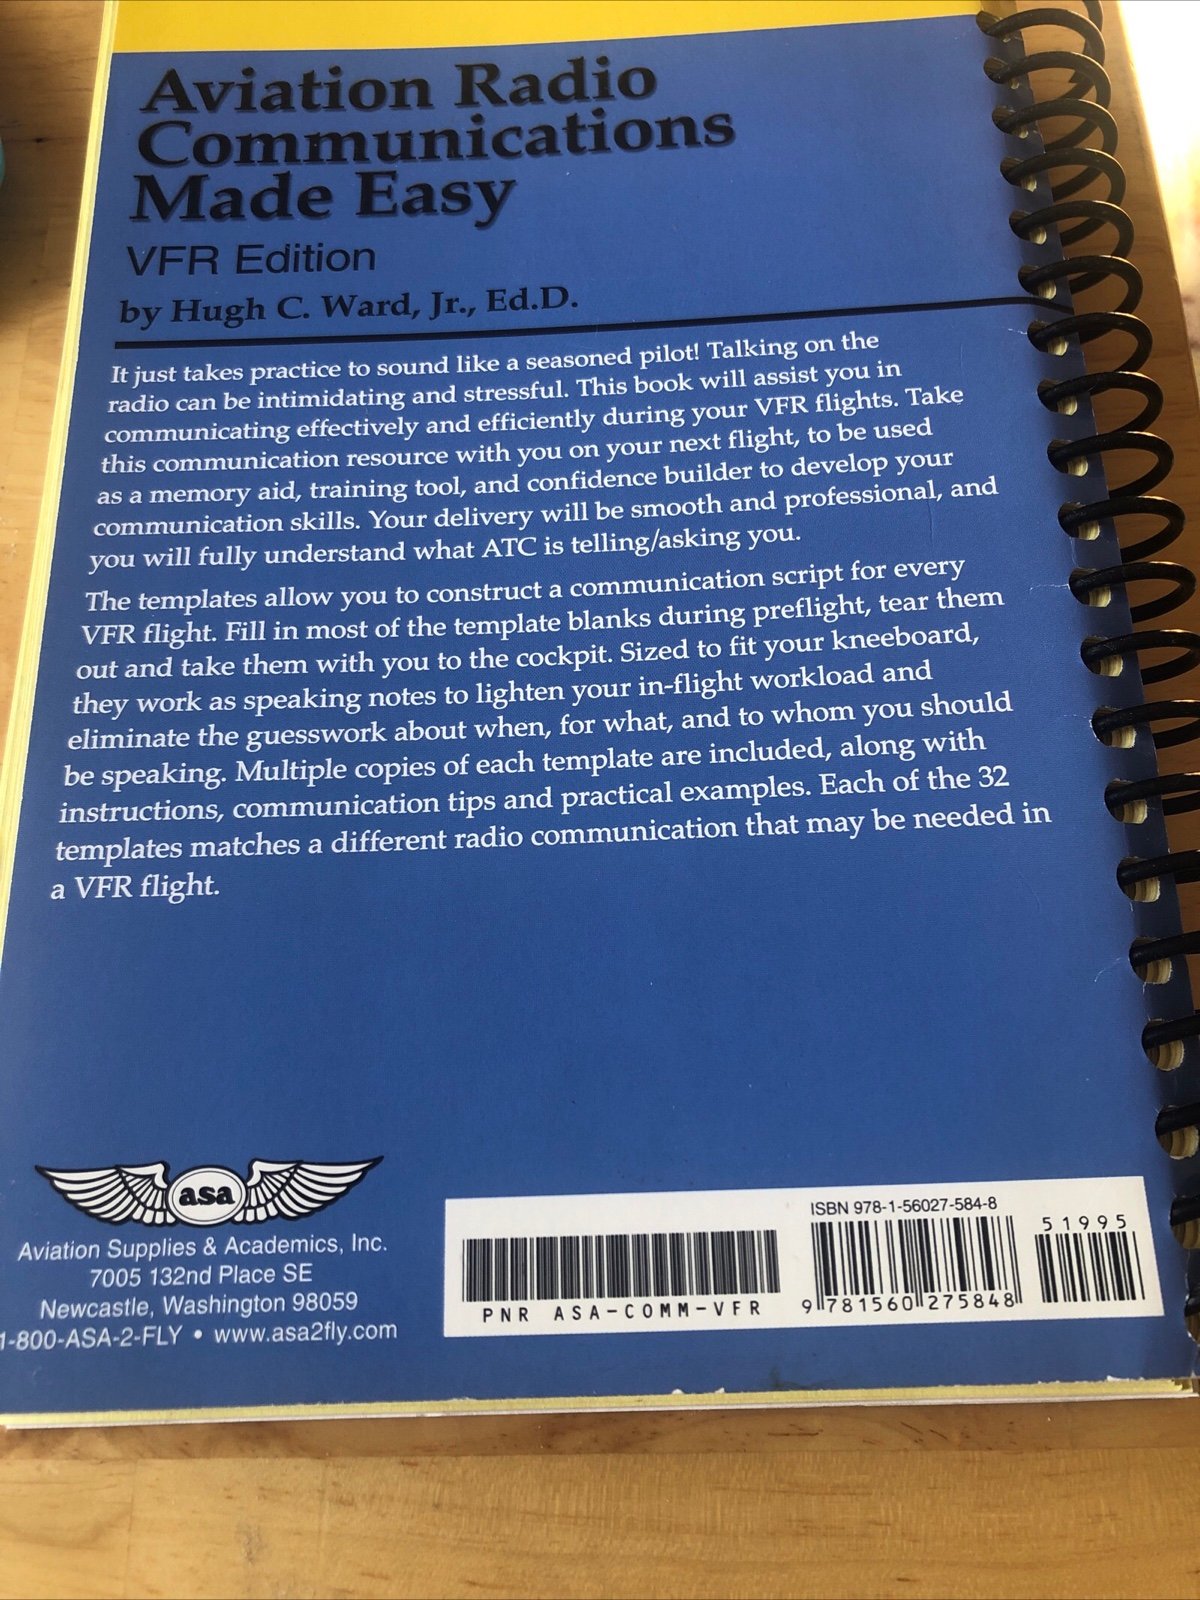 Aviation Radio
Communications
Made Easy
VFR Edition
by Hugh C. Ward, Jr., Ed.D.
It just takes practice to sound like a seasoned pilot! Talking on the
radio can be intimidating and stressful. This book will assist you in
communicating effectively and efficiently during your VFR flights. Take
this communication resource with you on your next flight, to be used
as a memory aid, training tool, and confidence builder to develop your
communication skills. Your delivery will be smooth and professional, and
you will fully understand what ATC is telling/asking you.
The templates allow you to construct a communication script for every
VFR flight. Fill in most of the template blanks during preflight, tear them
out and take them with you to the cockpit. Sized to fit your kneeboard,
they work as speaking notes to lighten your in-flight workload and
eliminate the guesswork about when, for what, and to whom you should
be speaking. Multiple copies of each template are included, along with
instructions, communication tips and practical examples. Each of the 32
templates matches a different radio communication that may be needed in
a VFR flight.
asa
Aviation Supplies & Academics, Inc.
7005 132nd Place SE
Newcastle, Washington 98059
1-800-ASA-2-FLY • www.asa2fly.com
PNR ASA-COMM-VFR
ISBN 978-1-56027-584-8
9 781560 275848
51995